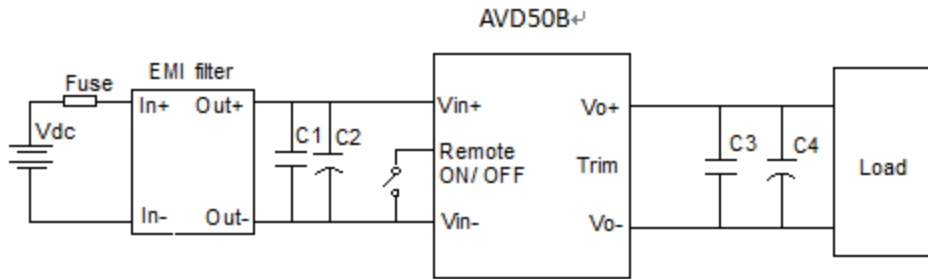 AVD50B↵
EMI filter
Fuse
In+ Out+
Vin+
Vo+
Vdc
C1
C2
C3
C4
Remote
ON/ OFF
Trim
Load
In-
Out-
Vin-
Vo-